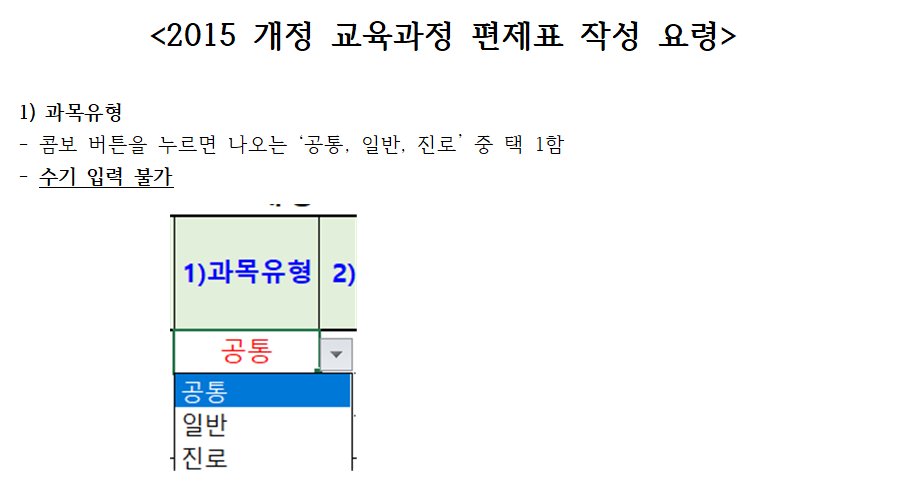 <2015 개정 교육과정 편제표 작성 요령>
1) 과목유형
- 콤보 버튼을 누르면 나오는 ‘공통, 일반, 진로’ 중 택 1함
- 수기 입력 불가
1)과목유형 2)
공통
공통
일반
진로